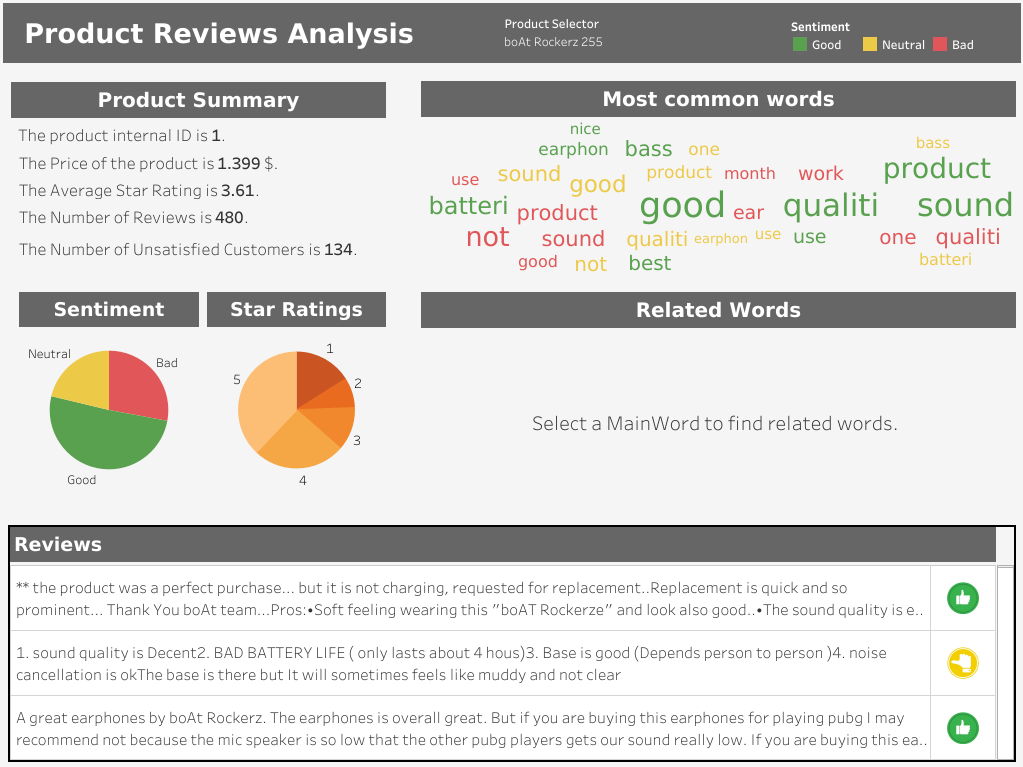 Product Reviews Analysis
Product Selector
boAt Rockerz 255
Sentiment
Good Neutral Bad
Product Summary
The product internal ID is 1.
The Price of the product is 1.399 $.
The Average Star Rating is 3.61.
The Number of Reviews is 480.
The Number of Unsatisfied Customers is 134.
Most common words
nice
earphon bass one bass
use sound good product month work product
batteri product good ear qualiti sound
not sound qualiti earphon use use one qualiti
good not best batteri
Sentiment
Neutral
Bad
Good
Star Ratings
1
2
3
4
5
Related Words
Select a MainWord to find related words.
Reviews
** the product was a perfect purchase... but it is not charging, requested for replacement..Replacement is quick and so
prominent... Thank You boAt team...Pros:•Soft feeling wearing this "boAT Rockerze" and look also good..•The sound quality is e..
1. sound quality is Decent2. BAD BATTERY LIFE ( only lasts about 4 hous)3. Base is good (Depends person to person )4. noise
cancellation is okThe base is there but It will sometimes feels like muddy and not clear
A great earphones by boAt Rockerz. The earphones is overall great. But if you are buying this earphones for playing pubg I may
recommend not because the mic speaker is so low that the other pubg players gets our sound really low. If you are buying this ea..